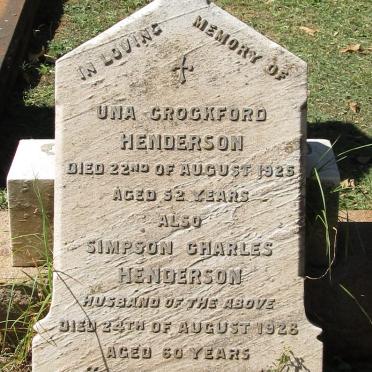 IN LOVING MEMORY OF
UNA CROCKFORD
HENDERSON
DIED 22ND OF AUGUST 1925
AGED 52 YEARS
ALSO
SIMPSON CHARLES
HENDERSON
HUSBAND OF THE ABOVE
DIED 24TH OF AUGUST 1926
AGED 60 YEARS